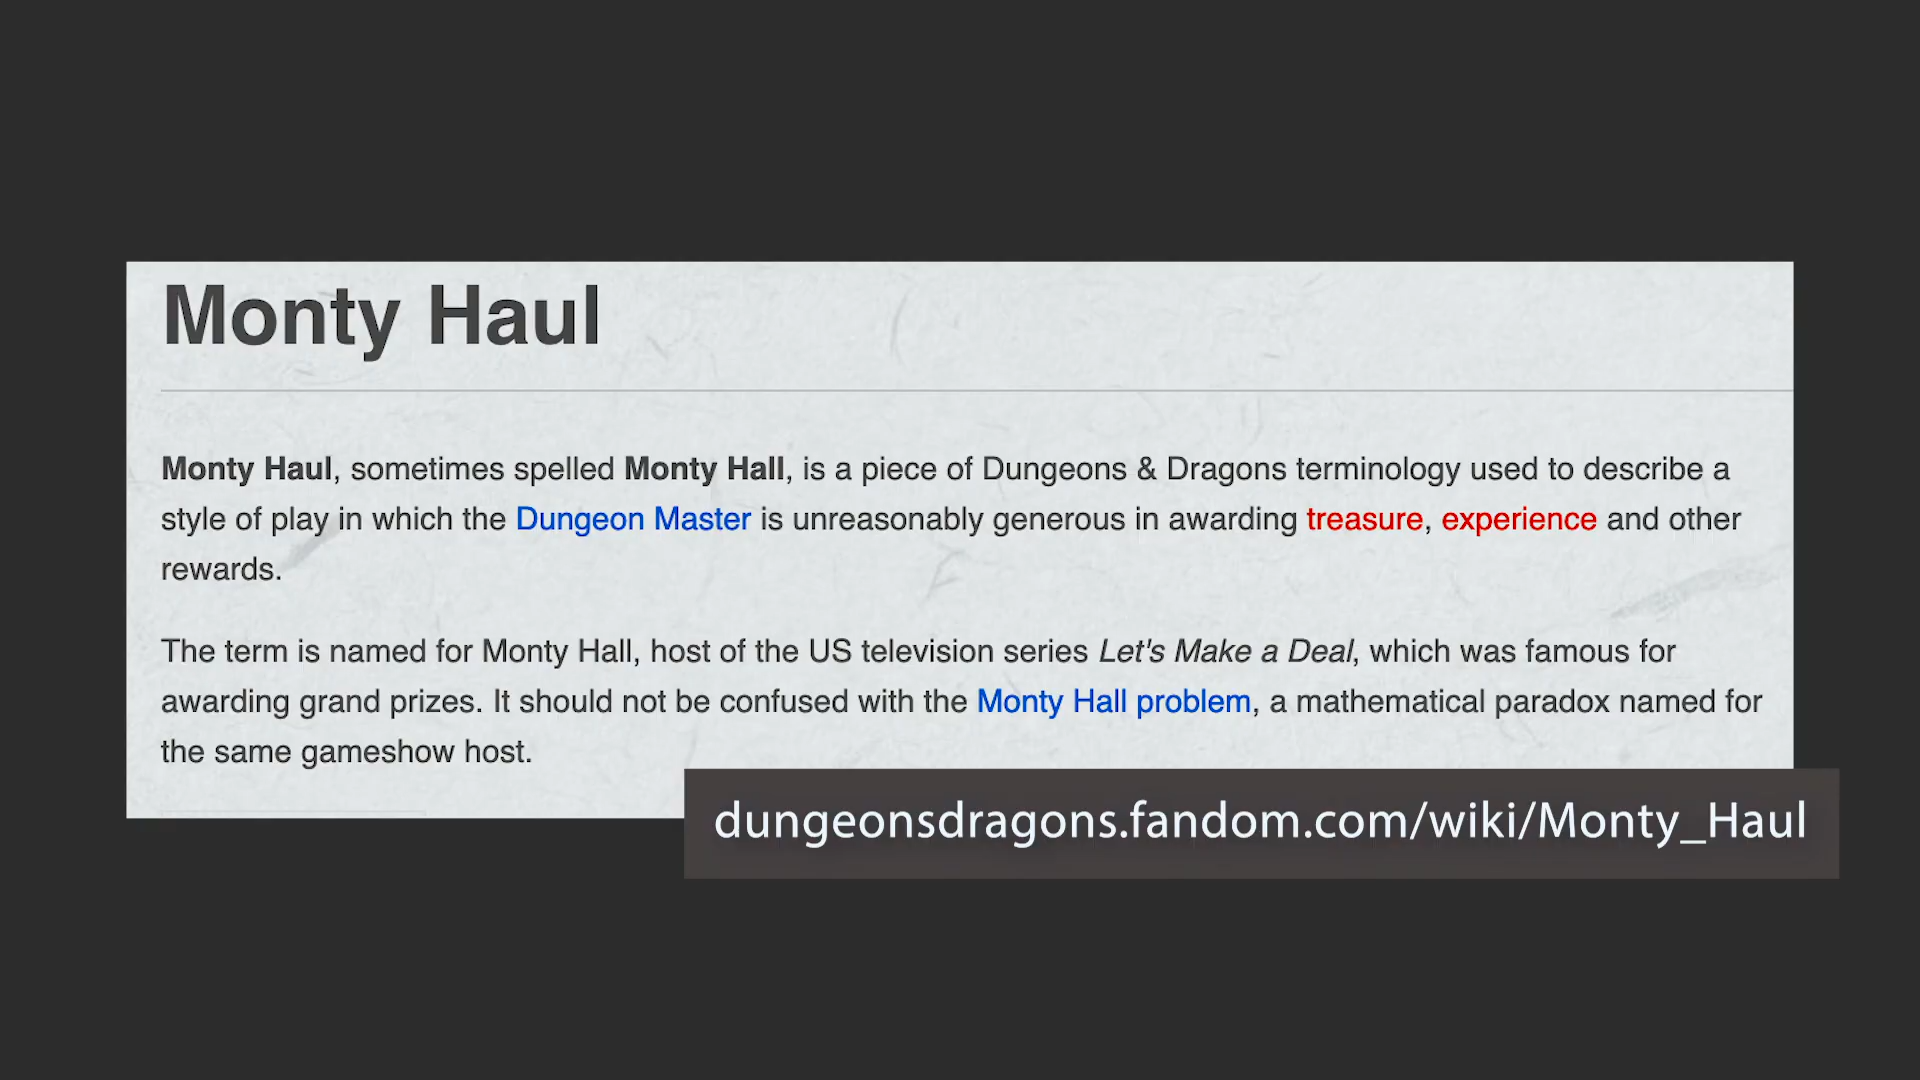 Monty Haul
Monty Haul, sometimes spelled Monty Hall, is a piece of Dungeons & Dragons terminology used to describe a
style of play in which the Dungeon Master is unreasonably generous in awarding treasure, experience and other
rewards.
The term is named for Monty Hall, host of the US television series Let's Make a Deal, which was famous for
awarding grand prizes. It should not be confused with the Monty Hall problem, a mathematical paradox named for
the same gameshow host.
dungeonsdragons.fandom.com/wiki/Monty_Haul